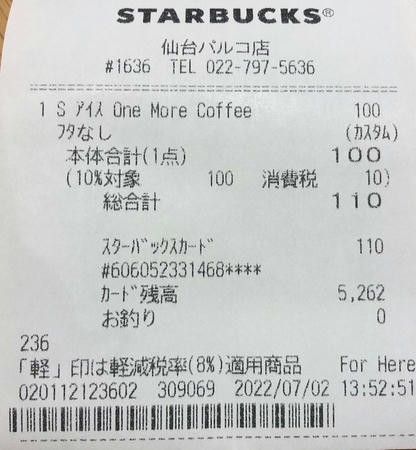 STARBUCKS®
仙台パルコ店
#1636 TEL 022-797-5636
1 S ｱｲｽ One More Coffee 100
ﾌﾀなし (ｶｽﾀﾑ)
本体合計(1点) 100
(10%対象 100 消費税 10)
総合計 110
ｽﾀｰﾊﾞｯｸｽｶｰﾄﾞ 110
#606052331468****
ｶｰﾄﾞ残高 5,262
お釣り 0
236
「軽」印は軽減税率(8%)適用商品 For Here
020112123602 309069 2022/07/02 13:52:51